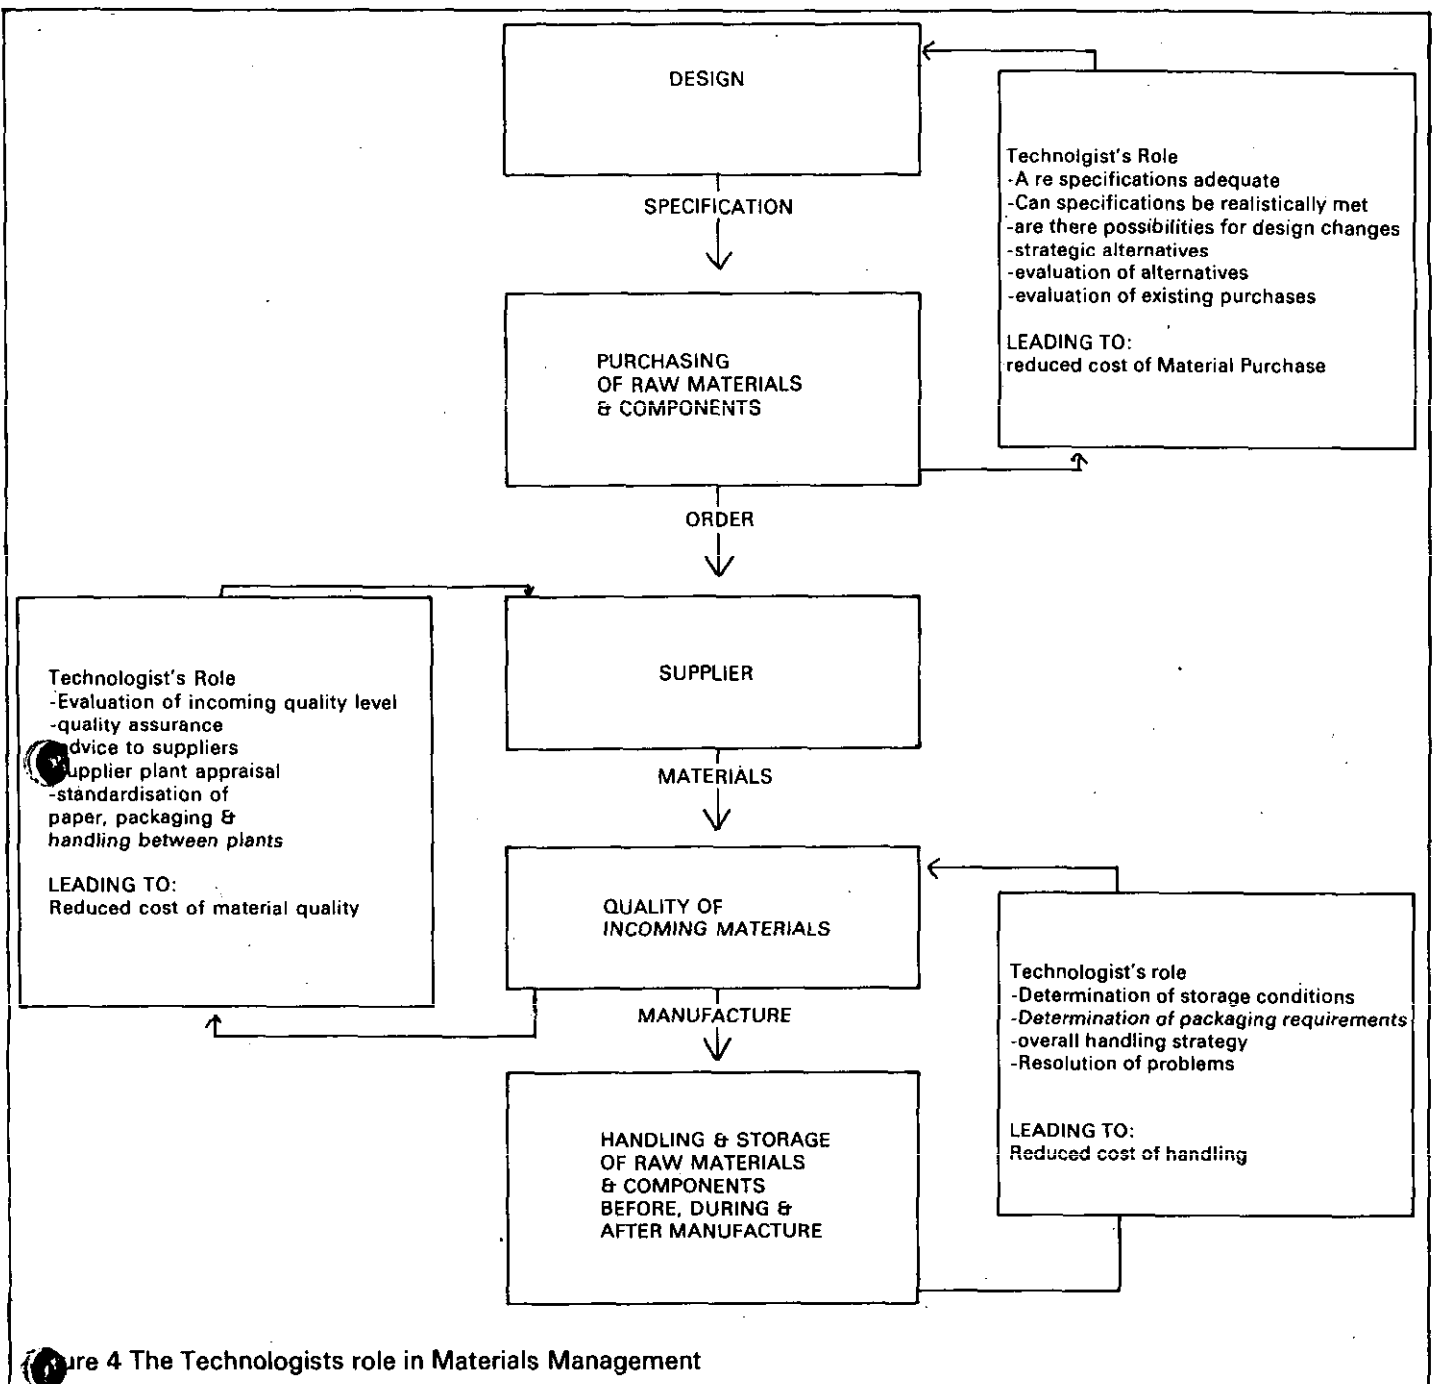 DESIGN
SPECIFICATION
Technolgist's Role
-A re specifications adequate
-Can specifications be realistically met
-are there possibilities for design changes
-strategic alternatives
-evaluation of alternatives
-evaluation of existing purchases
LEADING TO:
reduced cost of Material Purchase
PURCHASING
OF RAW MATERIALS
& COMPONENTS
ORDER
SUPPLIER
Technologist's Role
-Evaluation of incoming quality level
-quality assurance
advice to suppliers
supplier plant appraisal
-standardisation of
paper, packaging &
handling between plants
LEADING TO:
Reduced cost of material quality
MATERIALS
QUALITY OF
INCOMING MATERIALS
MANUFACTURE
Technologist's role
-Determination of storage conditions
-Determination of packaging requirements
-overall handling strategy
-Resolution of problems
LEADING TO:
Reduced cost of handling
HANDLING & STORAGE
OF RAW MATERIALS
& COMPONENTS
BEFORE, DURING &
AFTER MANUFACTURE
4 The Technologists role in Materials Management